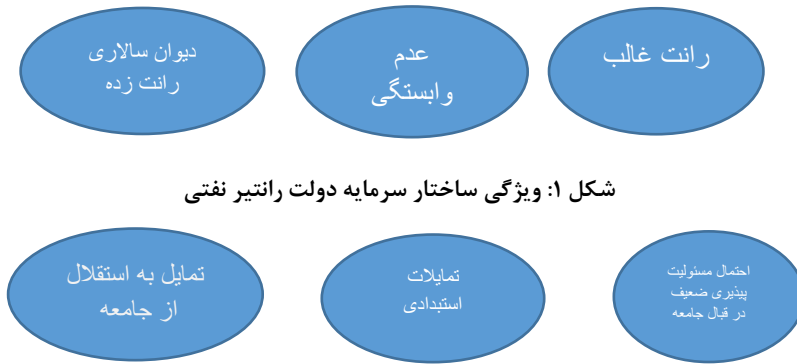 رانت غالب
عدم
وابستگی
دیوان سالاری
رانت زده
شکل ۱: ویژگی ساختار سرمایه دولت رانتیر نفتی
احتمال مسئولیت
پیذیری ضعیف
در قبال جامعه
تمایلات
استبدادی
تمایل به استقلال
از جامعه